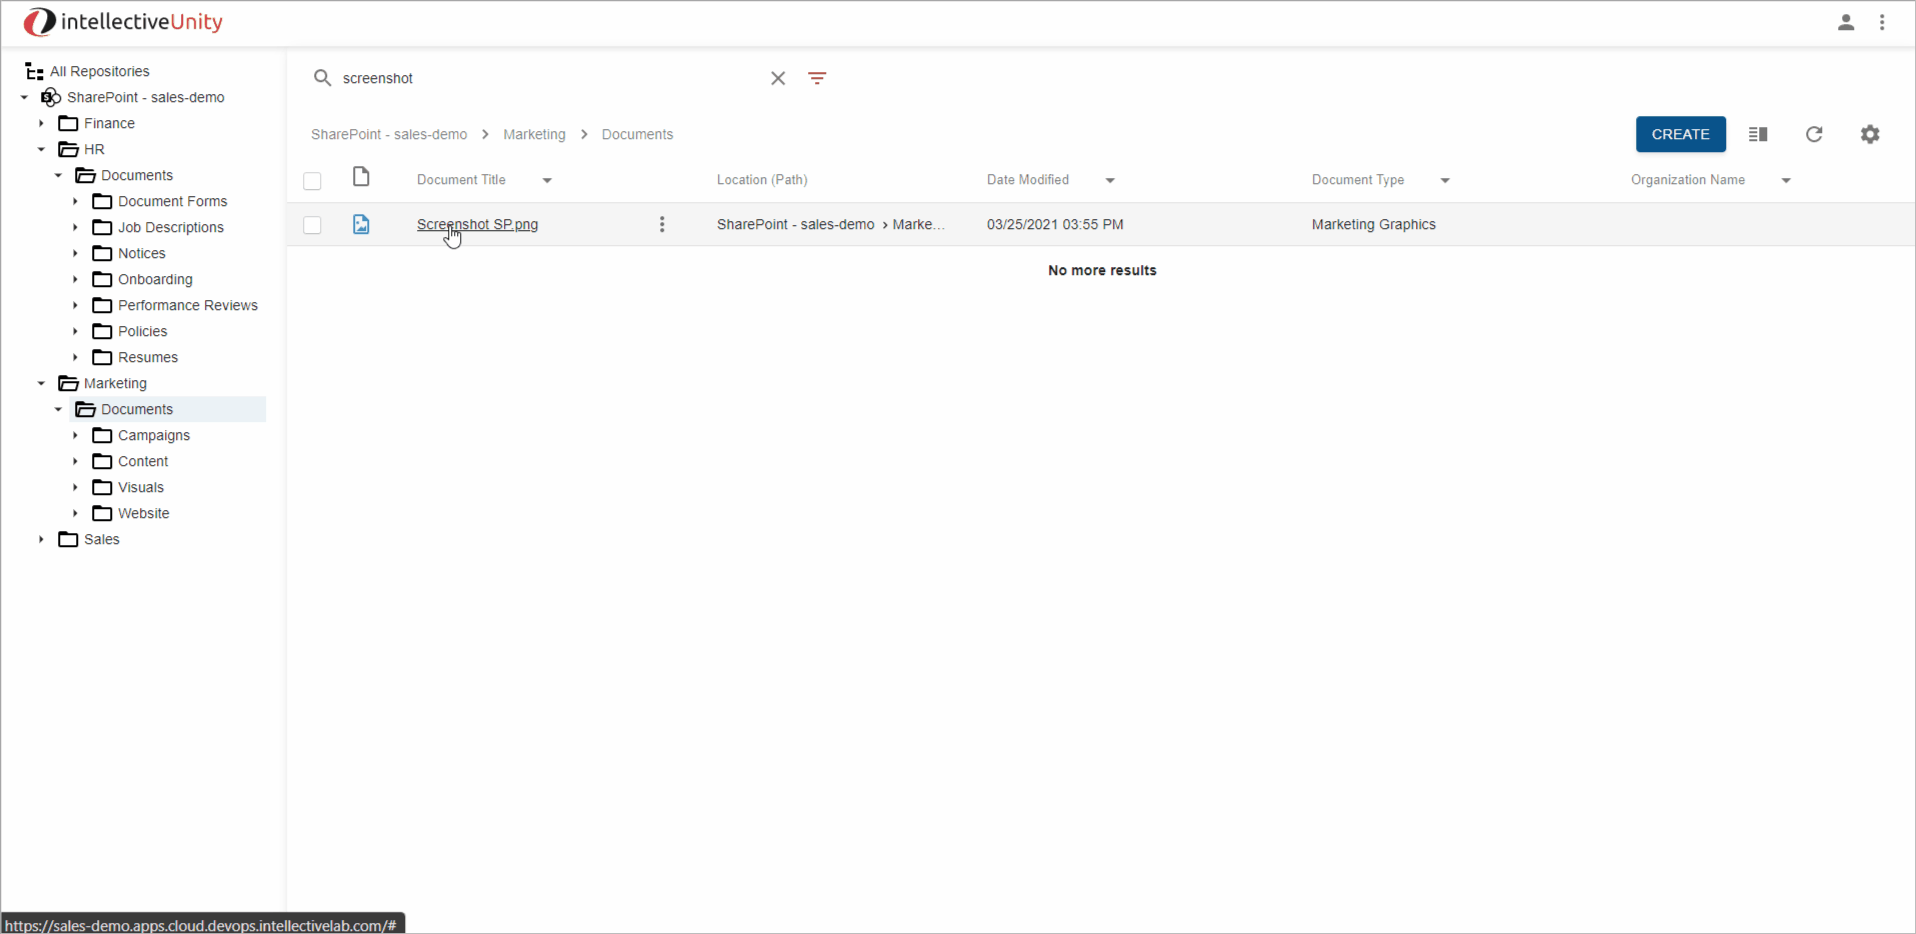 intellectiveUnity
All Repositories
SharePoint - sales-demo
Finance
HR
Documents
Document Forms
Job Descriptions
Notices
Onboarding
Performance Reviews
Policies
Resumes
Marketing
Documents
Campaigns
Content
Visuals
Website
Sales
screenshot
SharePoint - sales-demo > Marketing > Documents
CREATE
Document Title Location (Path) Date Modified Document Type Organization Name
Screenshot SP.png SharePoint - sales-demo › Marke... 03/25/2021 03:55 PM Marketing Graphics
No more results
https://sales-demo.apps.cloud.devops.intellectivelab.com/#